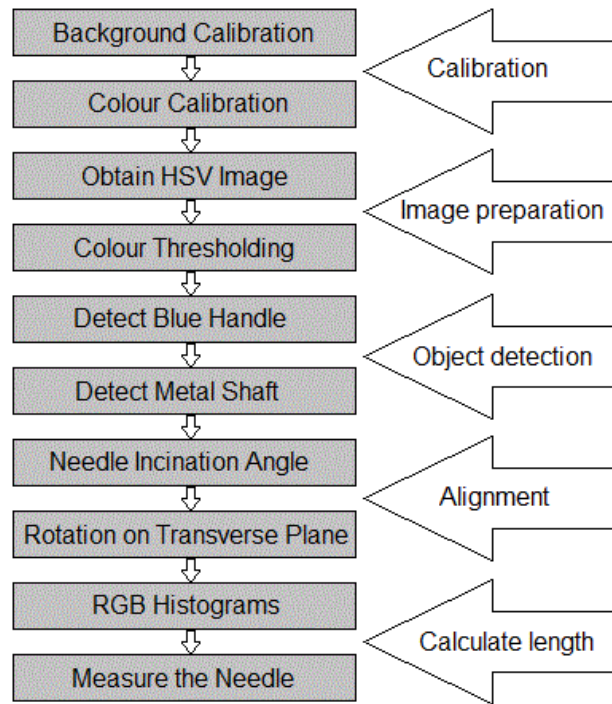 Background Calibration
Colour Calibration
Calibration
Obtain HSV Image
Colour Thresholding
Image preparation
Detect Blue Handle
Detect Metal Shaft
Object detection
Needle Incination Angle
Rotation on Transverse Plane
Alignment
RGB Histograms
Measure the Needle
Calculate length